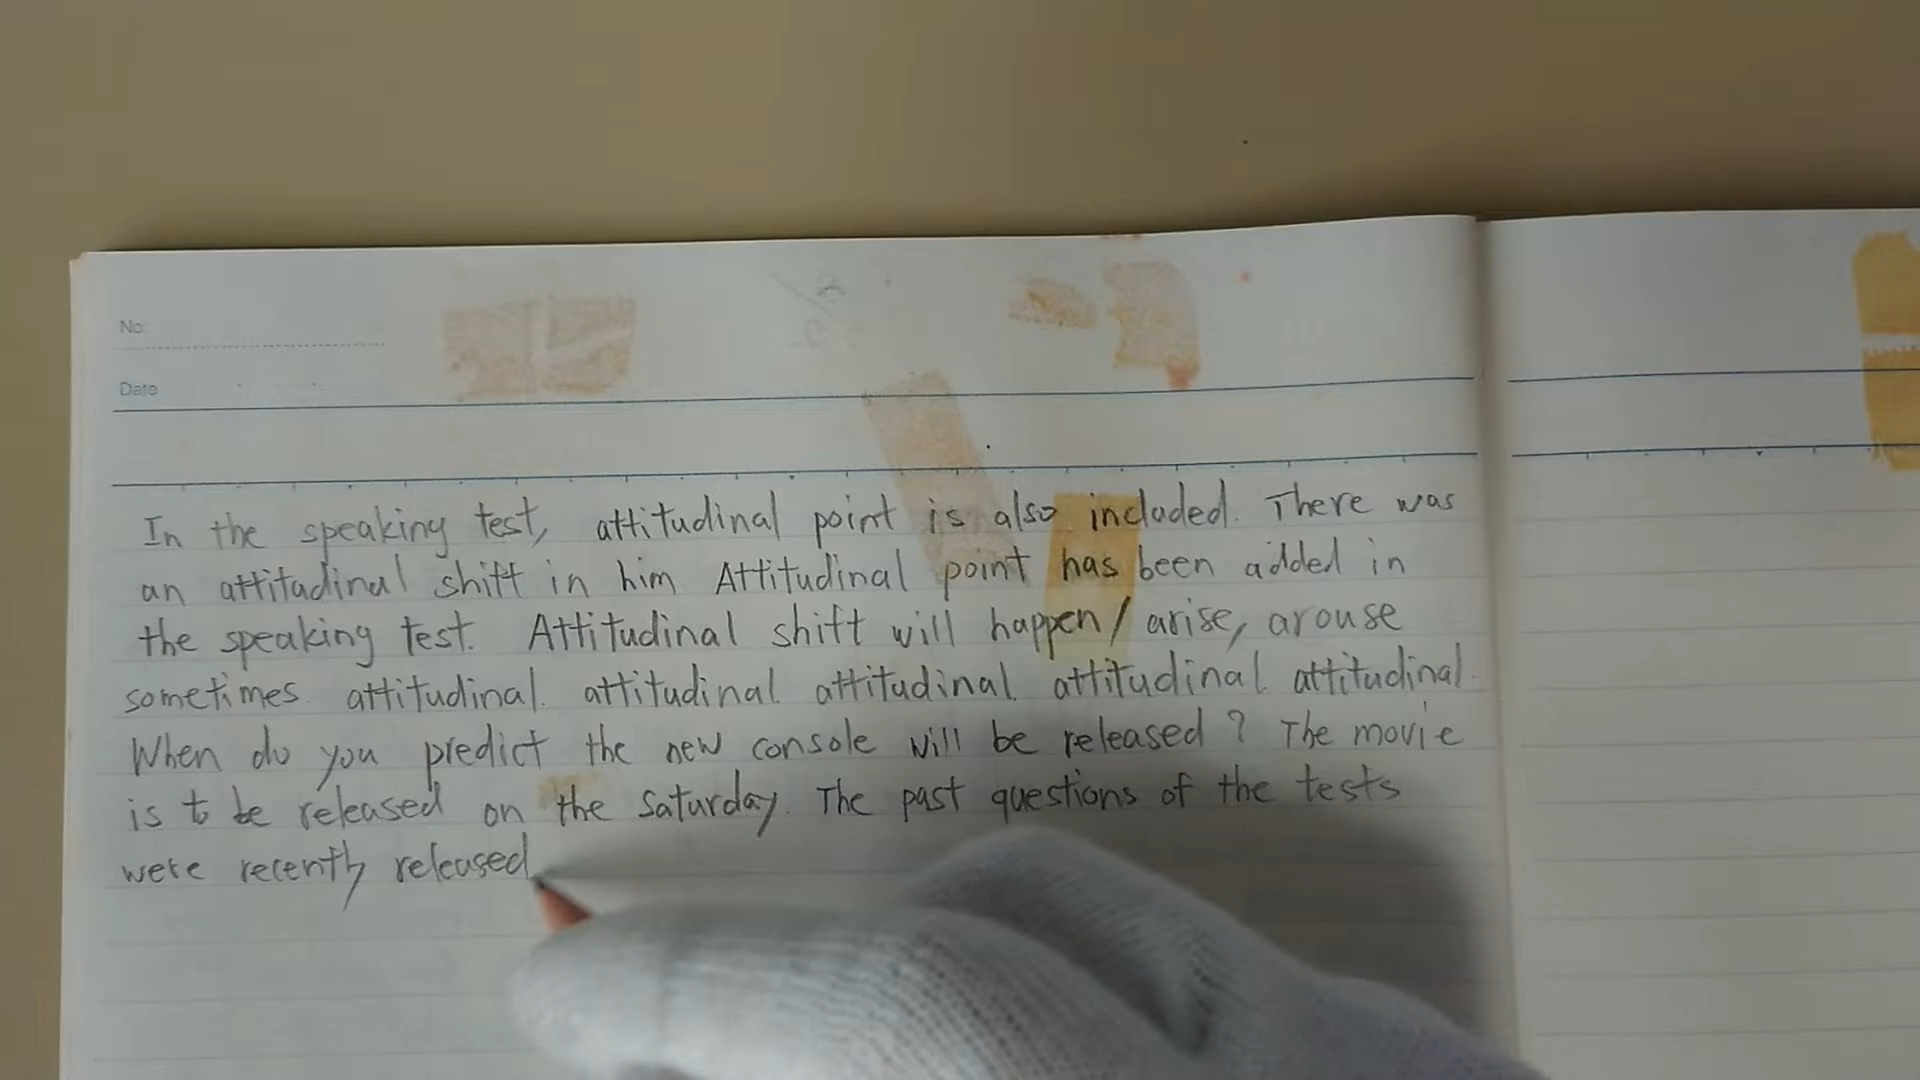 No.
Date
In the speaking test, attitudinal point is also included. There was
an attitudinal shift in him Attitudinal point has been added in
the speaking test. Attitudinal shift will happen/ arise, arouse
sometimes. attitudinal. attitudinal attitudinal. attitudinal. attitudinal.
When do you predict the new console will be released? The movie
is to be released on the Saturday. The past questions of the tests
were recently released